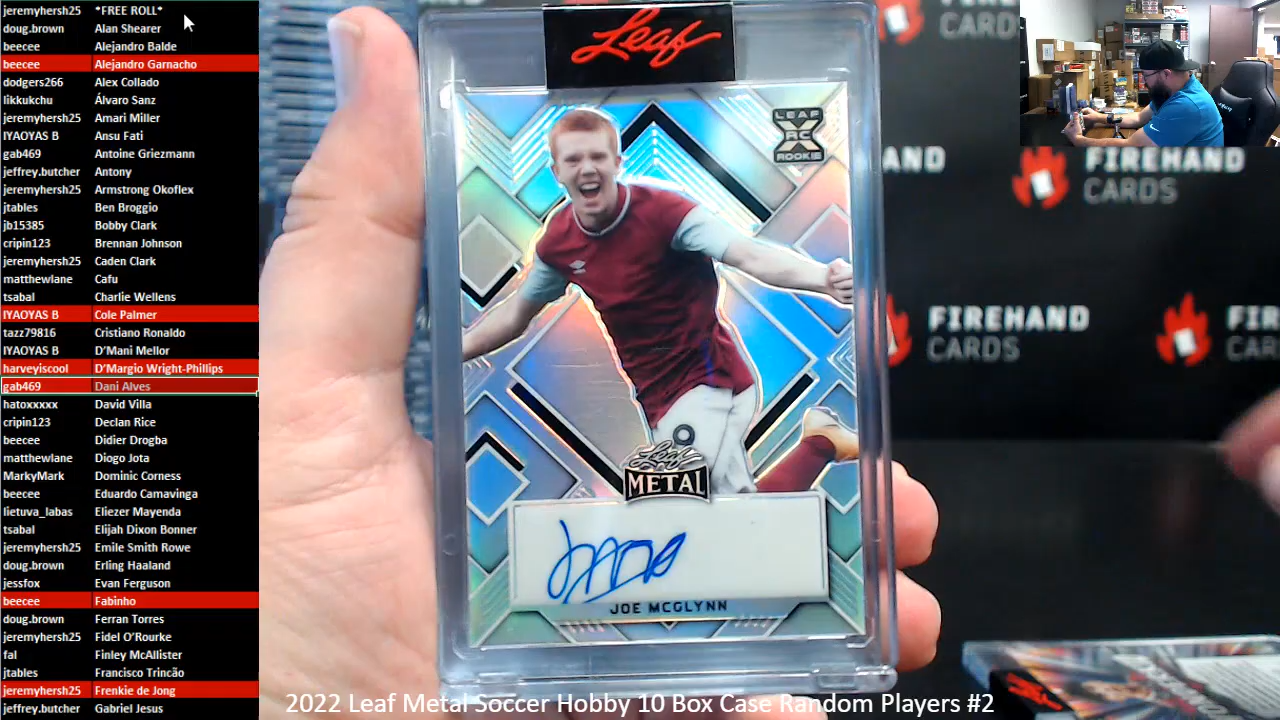 jeremyhersh25 *FREE ROLL*
doug.brown Alan Shearer
beecee Alejandro Balde
beecee Alejandro Garnacho
dodgers266 Alex Collado
likkukchu Álvaro Sanz
jeremyhersh25 Amari Miller
IYAOYAS B Ansu Fati
gab469 Antoine Griezmann
jeffrey.butcher Antony
jeremyhersh25 Armstrong Okoflex
jtables Ben Broggio
jb15385 Bobby Clark
cripin123 Brennan Johnson
jeremyhersh25 Caden Clark
matthewlane Cafu
tsabal Charlie Wellens
IYAOYAS B Cole Palmer
tazz79816 Cristiano Ronaldo
IYAOYAS B D'Mani Mellor
harveyiscool D'Margio Wright-Phillips
gab469 Dani Alves
hatoxxxxx David Villa
cripin123 Declan Rice
beecee Didier Drogba
matthewlane Diogo Jota
MarkyMark Dominic Corness
beecee Eduardo Camavinga
lietuva_labas Eliezer Mayenda
tsabal Elijah Dixon Bonner
jeremyhersh25 Emile Smith Rowe
doug.brown Erling Haaland
jessfox Evan Ferguson
beecee Fabinho
doug.brown Ferran Torres
jeremyhersh25 Fidel O'Rourke
fal Finley McAllister
jtables Francisco Trincão
jeremyhersh25 Frenkie de Jong
jeffrey.butcher Gabriel Jesus
Leaf
LEAF
RC
ROOKIE
Leaf
METAL
JOE MCGLYNN
CARDS
FIREHAND
CARDS
FIREHAND
CARDS
2022 Leaf Metal Soccer Hobby 10 Box Case Random Players #2